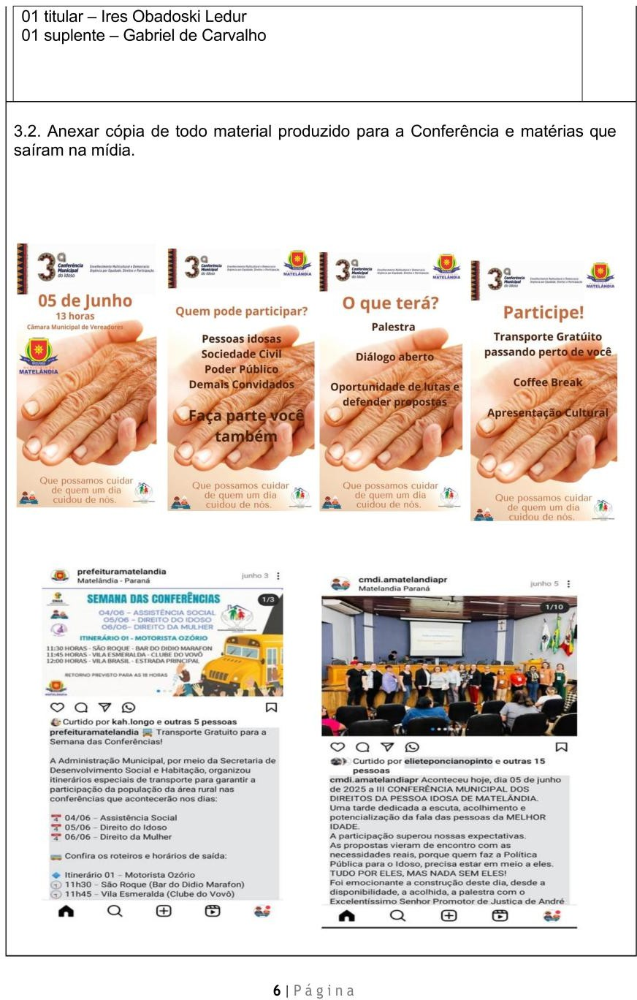 01 titular – Ires Obadoski Ledur
01 suplente – Gabriel de Carvalho
3.2. Anexar cópia de todo material produzido para a Conferência e matérias que
saíram na mídia.
3ª
Conferência
Municipal
do Idoso
Envelhecimento Multicultural e Democracia
Urgência por Equidade, Direitos e Participação
05 de Junho
13 horas
Câmara Municipal de Vereadores
MATELÂNDIA
Que possamos cuidar
de quem um dia
cuidou de nós.
3ª
Conferência
Municipal
do Idoso
Envelhecimento Multicultural e Democracia
Urgência por Equidade, Direitos e Participação
MATELÂNDIA
Quem pode participar?
Pessoas idosas
Sociedade Civil
Poder Público
Demais Convidados
Faça parte você
também
Que possamos cuidar
de quem um dia
cuidou de nós.
3ª
Conferência
Municipal
do Idoso
Envelhecimento Multicultural e Democracia
Urgência por Equidade, Direitos e Participação
MATELÂNDIA
O que terá?
Palestra
Diálogo aberto
Oportunidade de lutas e
defender propostas
Que possamos cuidar
de quem um dia
cuidou de nós.
3ª
Conferência
Municipal
do Idoso
Envelhecimento Multicultural e Democracia
Urgência por Equidade, Direitos e Participação
MATELÂNDIA
Participe!
Transporte Gratúito
passando perto de você
Coffee Break
Apresentação Cultural
Que possamos cuidar
de quem um dia
cuidou de nós.
prefeituramatelandia
Matelândia - Paraná
junho 3
1/3
SEMANA DAS CONFERÊNCIAS
04/06 – ASSISTÊNCIA SOCIAL
05/06 – DIREITO DO IDOSO
06/06– DIREITO DA MULHER
ITINERÁRIO 01 - MOTORISTA OZÓRIO
11:30 HORAS - SÃO ROQUE - BAR DO DIDIO MARAFON
11:45 HORAS - VILA ESMERALDA - CLUBE DO VOVÔ
12:00 HORAS - VILA BRASIL - ESTRADA PRINCIPAL
RETORNO PREVISTO PARA AS 18 HORAS
MATELÂNDIA
Curtido por kah.longo e outras 5 pessoas
prefeituramatelandia 🚌 Transporte Gratuito para a
Semana das Conferências!
A Administração Municipal, por meio da Secretaria de
Desenvolvimento Social e Habitação, organizou
itinerários especiais de transporte para garantir a
participação da população da área rural nas
conferências que acontecerão nos dias:
📅 04/06 – Assistência Social
📅 05/06 – Direito do Idoso
📅 06/06 – Direito da Mulher
🚌 Confira os roteiros e horários de saída:
🔷 Itinerário 01 – Motorista Ozório
🕦 11h30 – São Roque (Bar do Didio Marafon)
🕦 11h45 – Vila Esmeralda (Clube do Vovô)
cmdi.amatelandiapr
Matelandia Paraná
junho 5
1/10
Curtido por elieteponcianopinto e outras 15
pessoas
cmdi.amatelandiapr Aconteceu hoje, dia 05 de junho
de 2025 a III CONFERÊNCIA MUNICIPAL DOS
DIREITOS DA PESSOA IDOSA DE MATELÂNDIA.
Uma tarde dedicada a escuta, acolhimento e
potencialização da fala das pessoas da MELHOR
IDADE.
A participação superou nossas expectativas.
As propostas vieram de encontro com as
necessidades reais, porque quem faz a Política
Pública para o Idoso, precisa estar em meio a eles.
TUDO POR ELES, MAS NADA SEM ELES!
Foi emocionante a construção deste dia, desde a
disponibilidade, a acolhida, a palestra com o
Excelentíssimo Senhor Promotor de Justiça de André
6 | Página